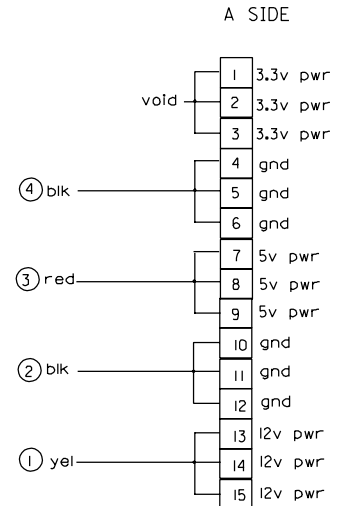 A SIDE
1 3.3v pwr
void 2 3.3v pwr
3 3.3v pwr
4 gnd
4 blk 5 gnd
6 gnd
7 5v pwr
3 red 8 5v pwr
9 5v pwr
10 gnd
2 blk 11 gnd
12 gnd
13 12v pwr
1 yel 14 12v pwr
15 12v pwr